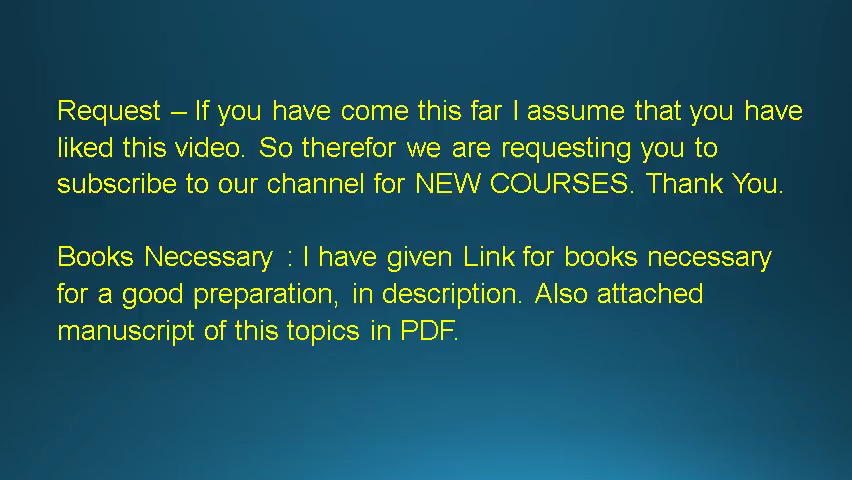 Request – If you have come this far I assume that you have
liked this video. So therefor we are requesting you to
subscribe to our channel for NEW COURSES. Thank You.
Books Necessary : I have given Link for books necessary
for a good preparation, in description. Also attached
manuscript of this topics in PDF.